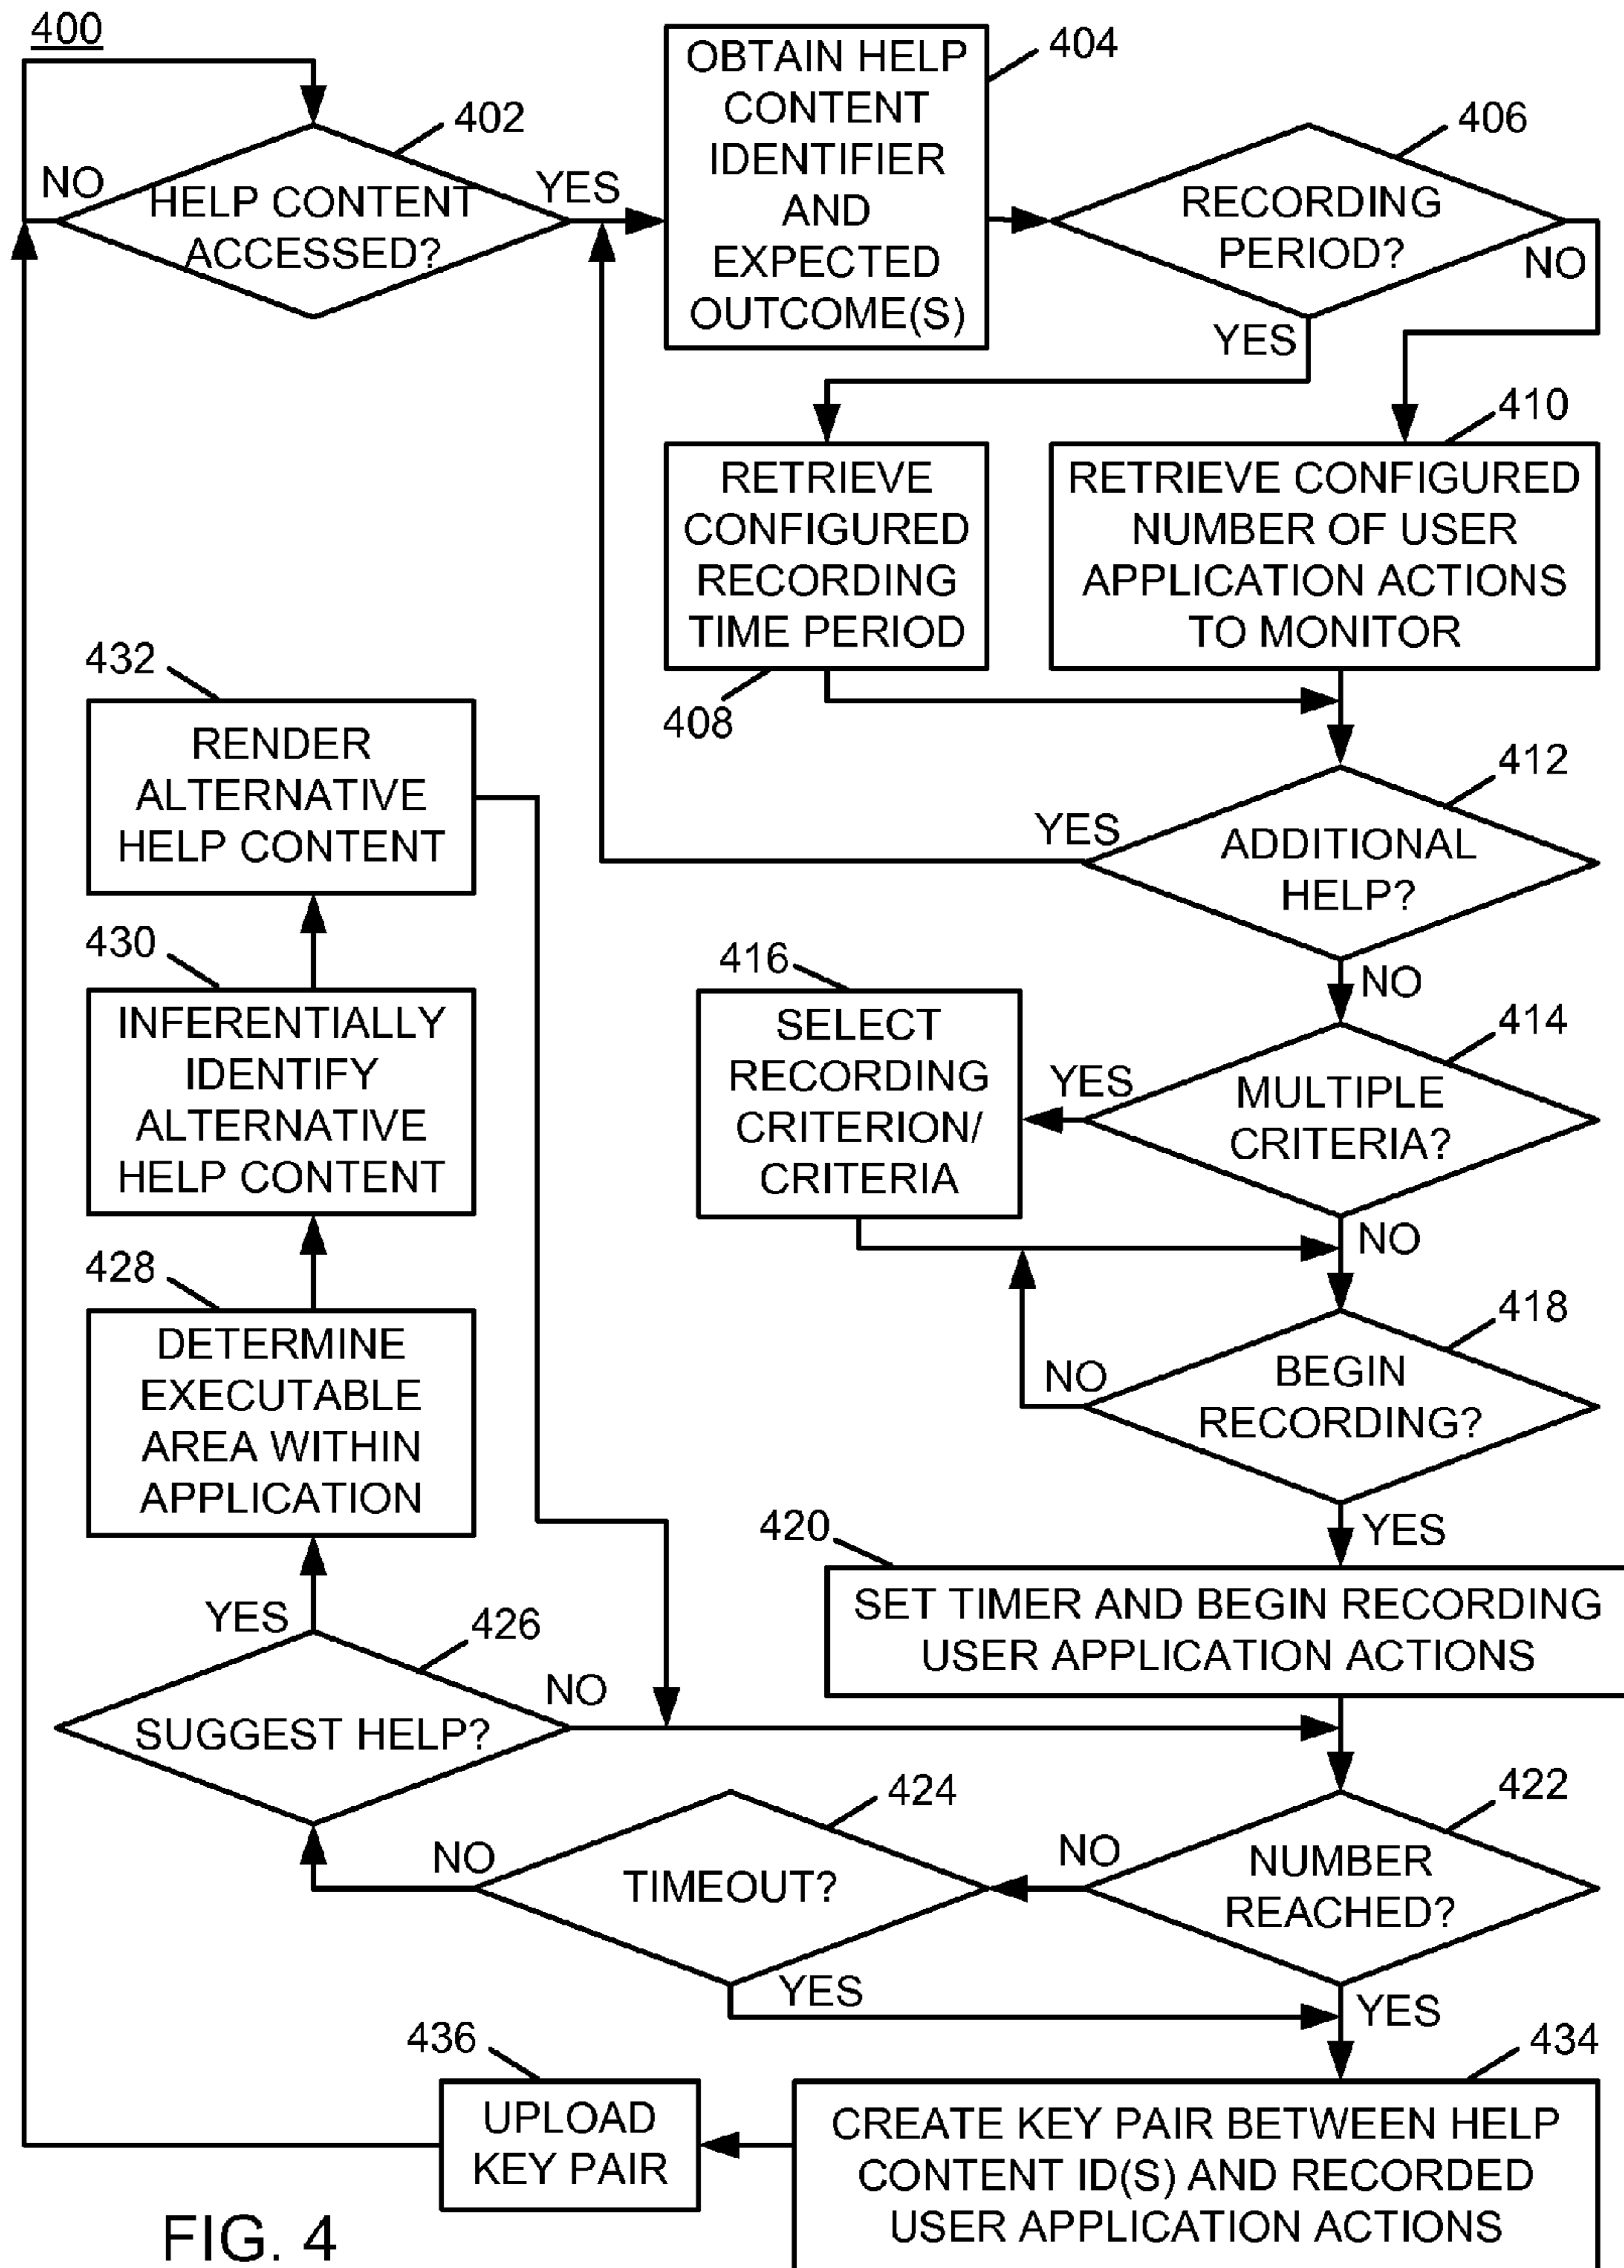 400
402
NO
HELP CONTENT
ACCESSED?
YES
404
OBTAIN HELP
CONTENT
IDENTIFIER
AND
EXPECTED
OUTCOME(S)
406
RECORDING
PERIOD?
NO
YES
408
RETRIEVE
CONFIGURED
RECORDING
TIME PERIOD
410
RETRIEVE CONFIGURED
NUMBER OF USER
APPLICATION ACTIONS
TO MONITOR
412
YES
ADDITIONAL
HELP?
NO
414
YES
MULTIPLE
CRITERIA?
NO
416
SELECT
RECORDING
CRITERION/
CRITERIA
418
NO
BEGIN
RECORDING?
YES
420
SET TIMER AND BEGIN RECORDING
USER APPLICATION ACTIONS
422
NO
NUMBER
REACHED?
YES
424
NO
TIMEOUT?
YES
426
YES
NO
SUGGEST HELP?
428
DETERMINE
EXECUTABLE
AREA WITHIN
APPLICATION
430
INFERENTIALLY
IDENTIFY
ALTERNATIVE
HELP CONTENT
432
RENDER
ALTERNATIVE
HELP CONTENT
434
CREATE KEY PAIR BETWEEN HELP
CONTENT ID(S) AND RECORDED
USER APPLICATION ACTIONS
436
UPLOAD
KEY PAIR
FIG. 4